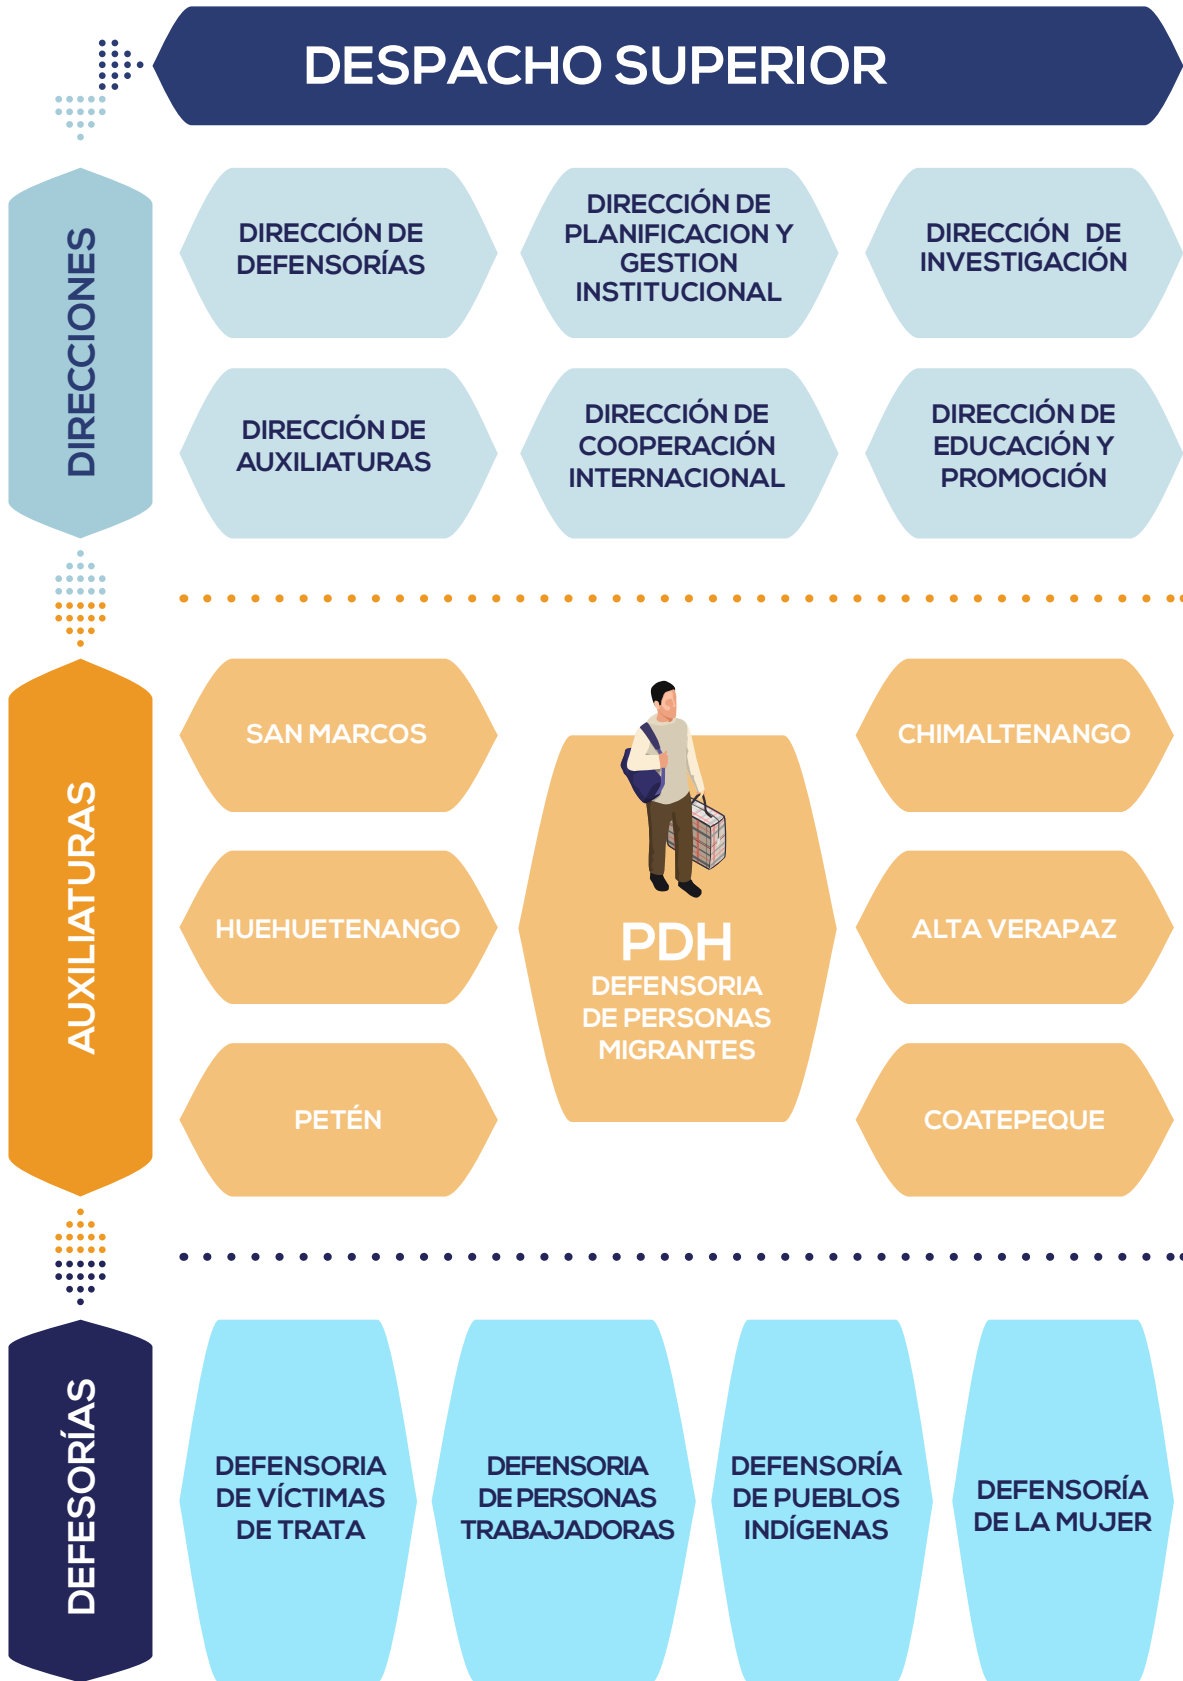 DESPACHO SUPERIOR
DIRECCIONES
DIRECCIÓN DE
DEFENSORÍAS
DIRECCIÓN DE
PLANIFICACION Y
GESTION
INSTITUCIONAL
DIRECCIÓN DE
INVESTIGACIÓN
DIRECCIÓN DE
AUXILIATURAS
DIRECCIÓN DE
COOPERACIÓN
INTERNACIONAL
DIRECCIÓN DE
EDUCACIÓN Y
PROMOCIÓN
AUXILIATURAS
SAN MARCOS
HUEHUETENANGO
PETÉN
PDH
DEFENSORIA
DE PERSONAS
MIGRANTES
CHIMALTENANGO
ALTA VERAPAZ
COATEPEQUE
DEFESORÍAS
DEFENSORIA
DE VÍCTIMAS
DE TRATA
DEFENSORIA
DE PERSONAS
TRABAJADORAS
DEFENSORÍA
DE PUEBLOS
INDÍGENAS
DEFENSORÍA
DE LA MUJER